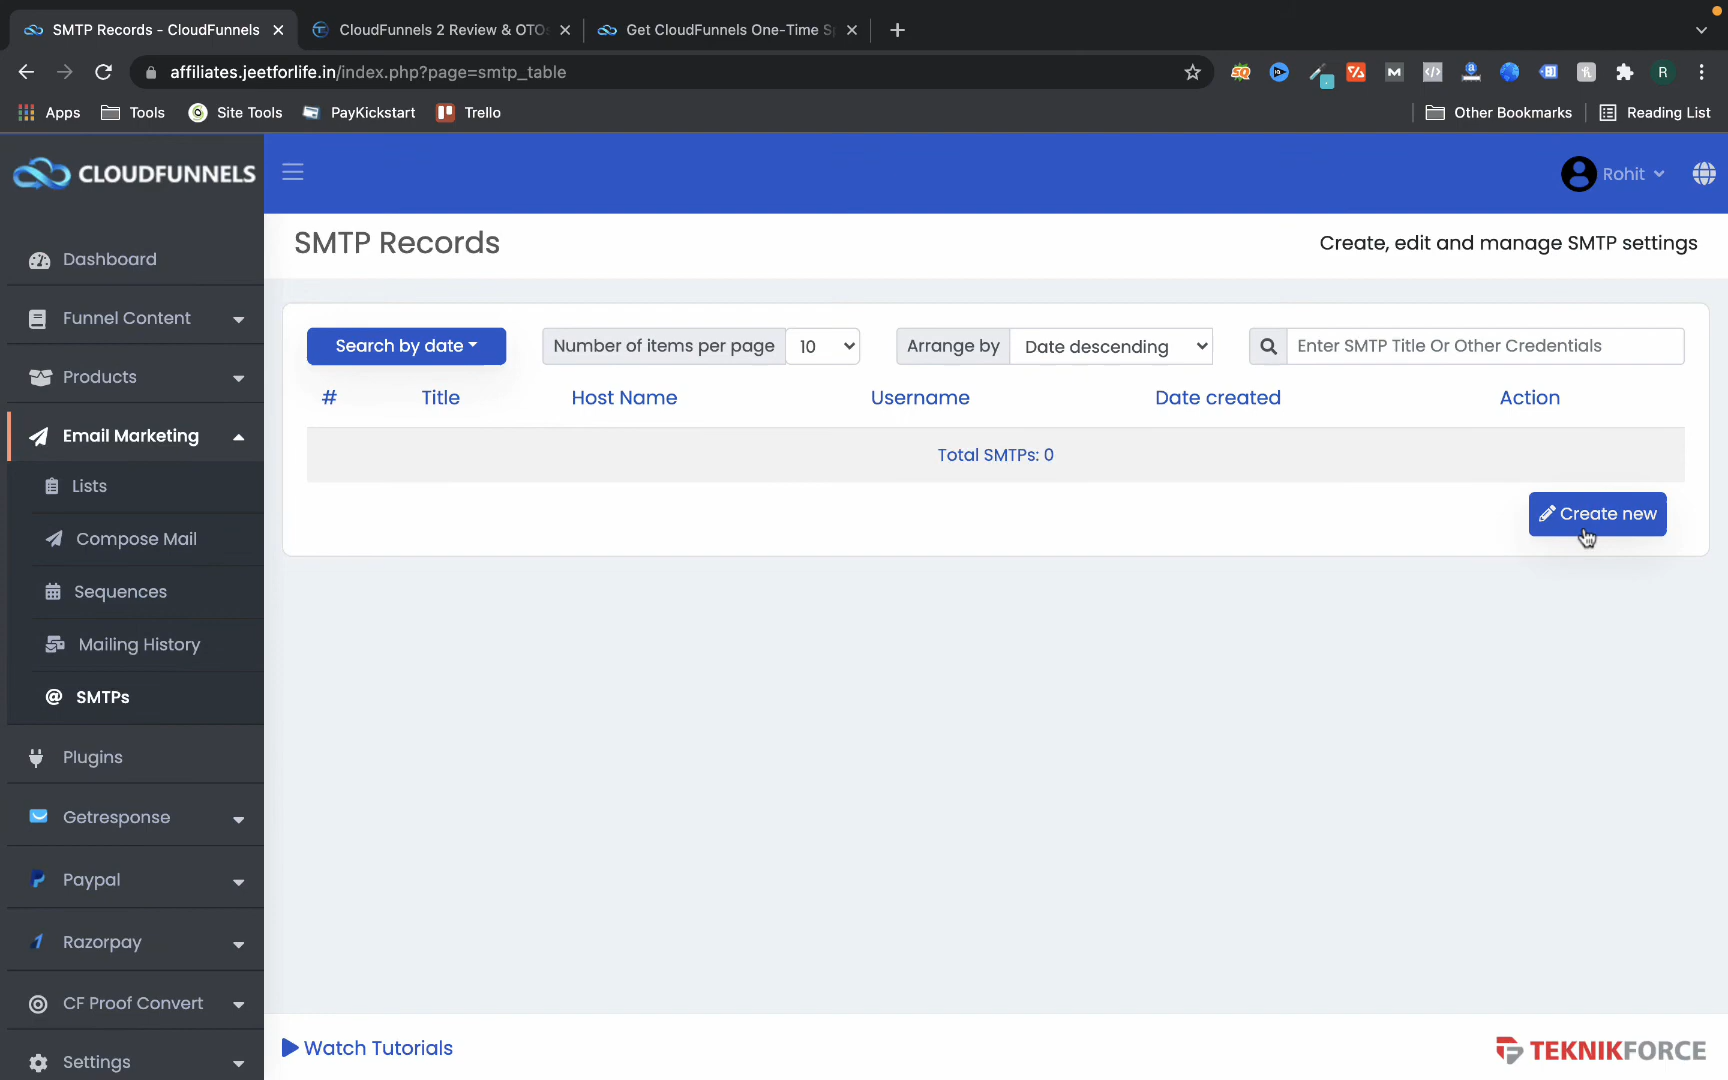 SMTP Records - CloudFunnels
CloudFunnels 2 Review & OTO
Get CloudFunnels One-Time S
affiliates.jeetforlife.in/index.php?page=smtp_table
Apps
Tools
Site Tools
PayKickstart
Trello
Other Bookmarks
Reading List
CLOUDFUNNELS
Rohit
SMTP Records
Create, edit and manage SMTP settings
Dashboard
Funnel Content
Products
Email Marketing
Lists
Compose Mail
Sequences
Mailing History
SMTPs
Plugins
Getresponse
Paypal
Razorpay
CF Proof Convert
Settings
Search by date
Number of items per page 10
Arrange by Date descending
Enter SMTP Title Or Other Credentials
# Title Host Name Username Date created Action
Total SMTPs: 0
Create new
Watch Tutorials
TEKNIKFORCE